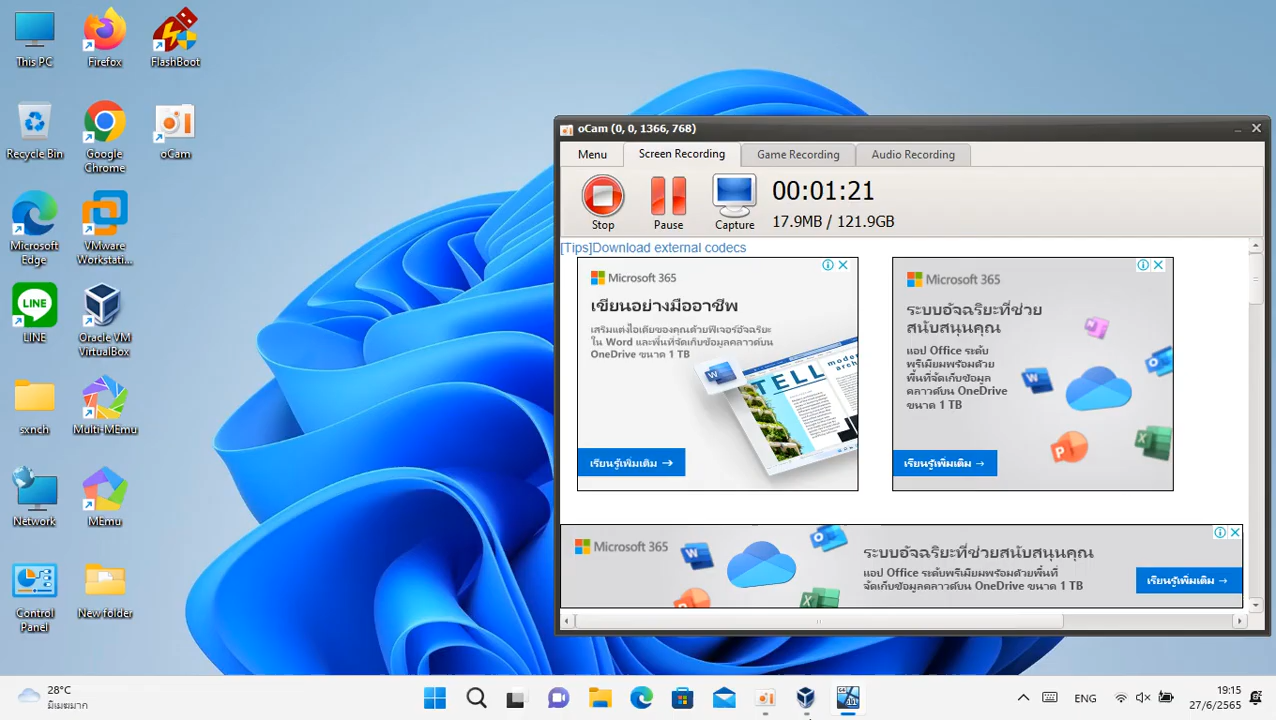 This PC
Firefox
FlashBoot
Recycle Bin
Google
Chrome
oCam
Microsoft
Edge
VMware
Workstati...
LINE
Oracle VM
VirtualBox
sxnch
Multi-MEmu
Network
MEmu
Control
Panel
New folder
oCam (0, 0, 1366, 768)
Menu
Screen Recording
Game Recording
Audio Recording
Stop
Pause
Capture
00:01:21
17.9MB / 121.9GB
[Tips]Download external codecs
Microsoft 365
เขียนอย่างมืออาชีพ
เสริมแต่งไอเดียของคุณด้วยฟีเจอร์อัจฉริยะ
ใน Word และพื้นที่จัดเก็บข้อมูลคลาวด์บน
OneDrive ขนาด 1 TB
TELL
เรียนรู้เพิ่มเติม →
Microsoft 365
ระบบอัจฉริยะที่ช่วย
สนับสนุนคุณ
แอป Office ระดับ
พรีเมียมพร้อมด้วย
พื้นที่จัดเก็บข้อมูล
คลาวด์บน OneDrive
ขนาด 1 TB
เรียนรู้เพิ่มเติม →
Microsoft 365
ระบบอัจฉริยะที่ช่วยสนับสนุนคุณ
แอป Office ระดับพรีเมียมพร้อมด้วยพื้นที่
จัดเก็บข้อมูลคลาวด์บน OneDrive ขนาด 1 TB
เรียนรู้เพิ่มเติม →
28°C
มีเมฆมาก
ENG
19:15
27/6/2565